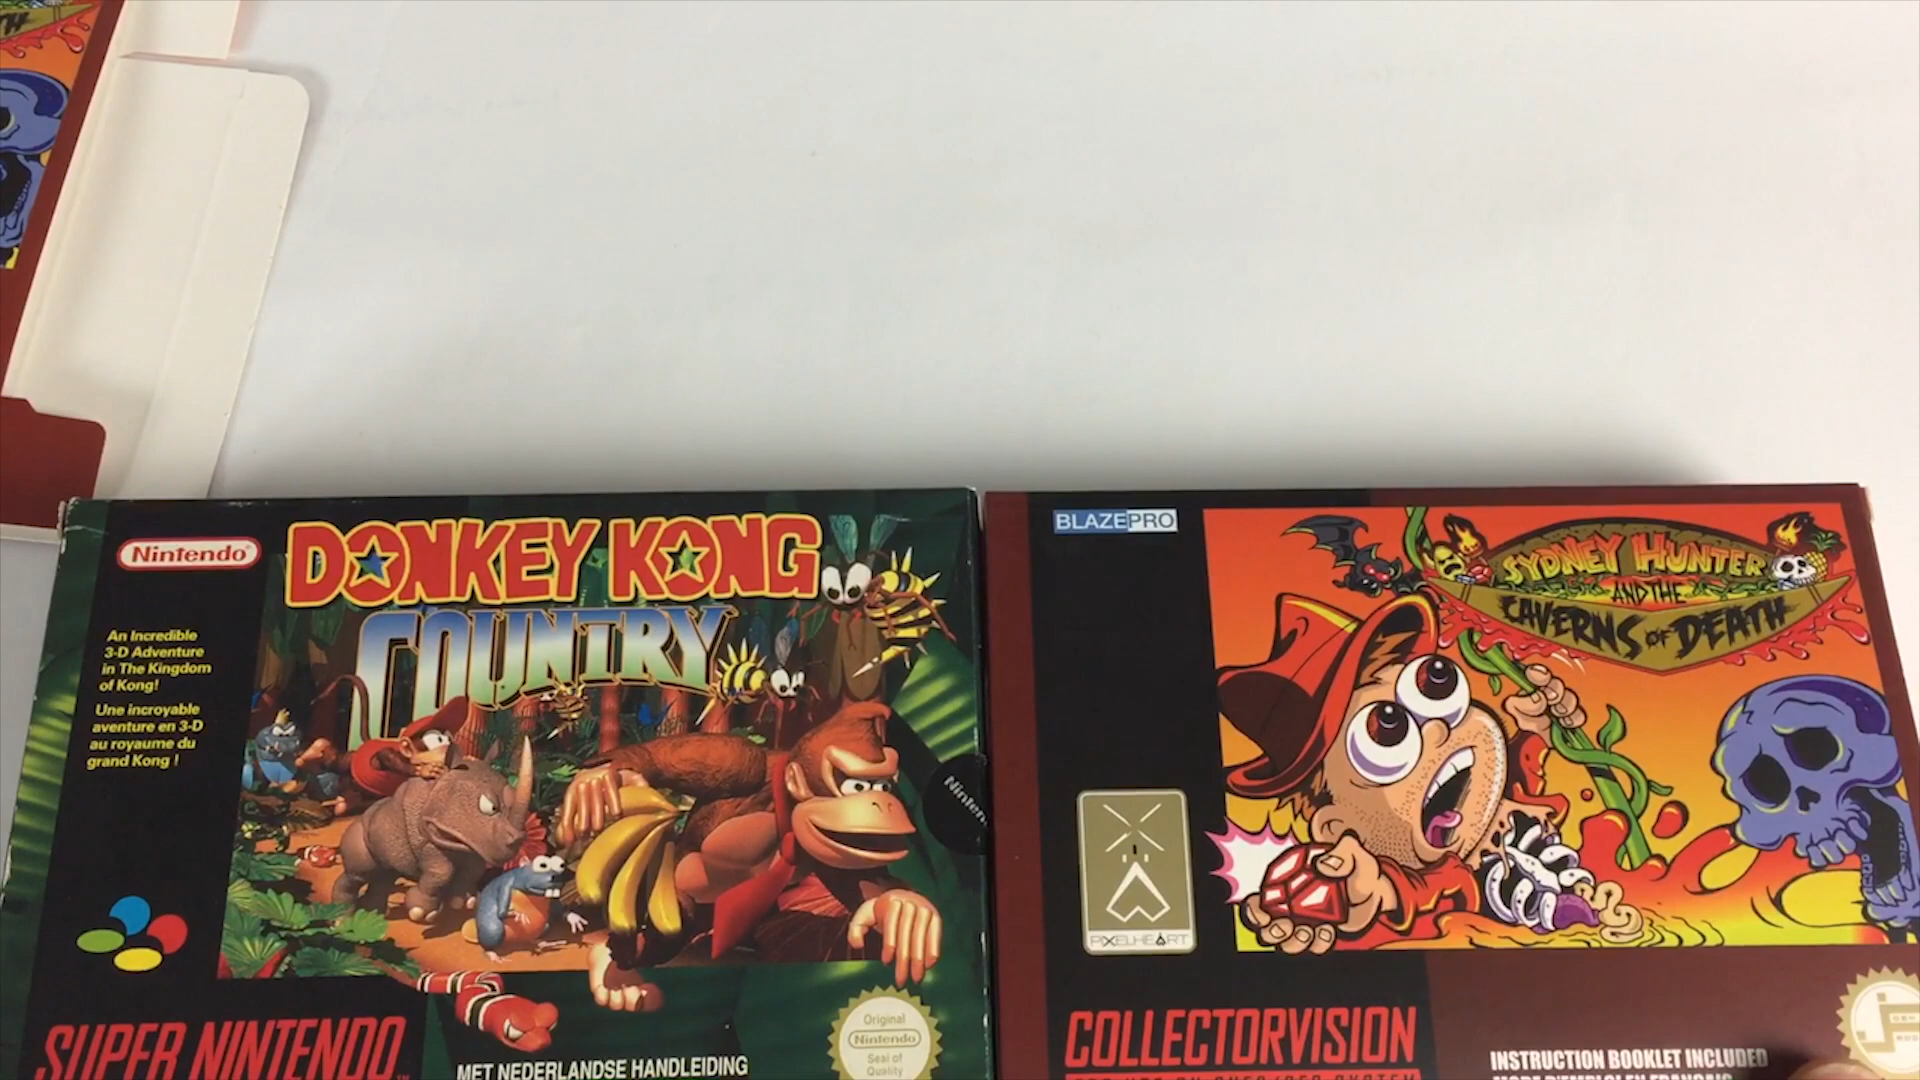 Nintendo®
DONKEY KONG
COUNTRY
An Incredible
3-D Adventure
in The Kingdom
of Kong!
Une incroyable
aventure en 3-D
au royaume du
grand Kong !
SUPER NINTENDO
TM
MET NEDERLANDSE HANDLEIDING
Original
Nintendo
Seal of
Quality
BLAZEPRO
SYDNEY HUNTER
AND THE
CAVERNS OF DEATH
PIXELHEART
COLLECTORVISION
INSTRUCTION BOOKLET INCLUDED